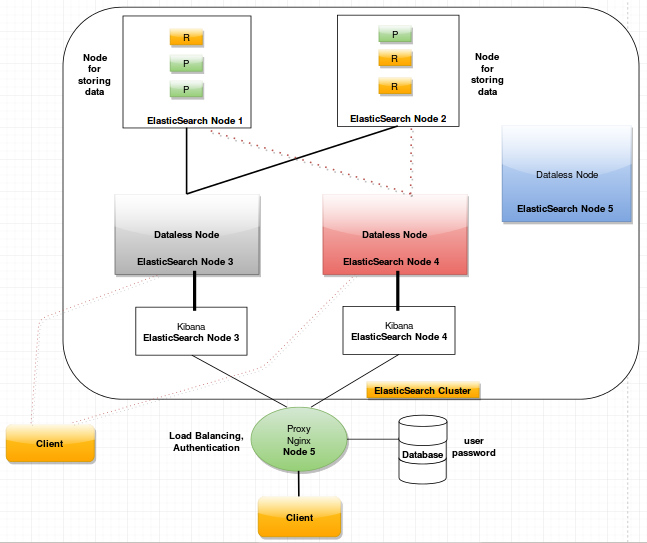 R
P
P
ElasticSearch Node 1
P
R
R
ElasticSearch Node 2
Node
for
storing
data
Node
for
storing
data
Dataless Node
ElasticSearch Node 5
Dataless Node
ElasticSearch Node 3
Dataless Node
ElasticSearch Node 4
Kibana
ElasticSearch Node 3
Kibana
ElasticSearch Node 4
ElasticSearch Cluster
Client
Load Balancing,
Authentication
Proxy
Nginx
Node 5
Database
user
password
Client